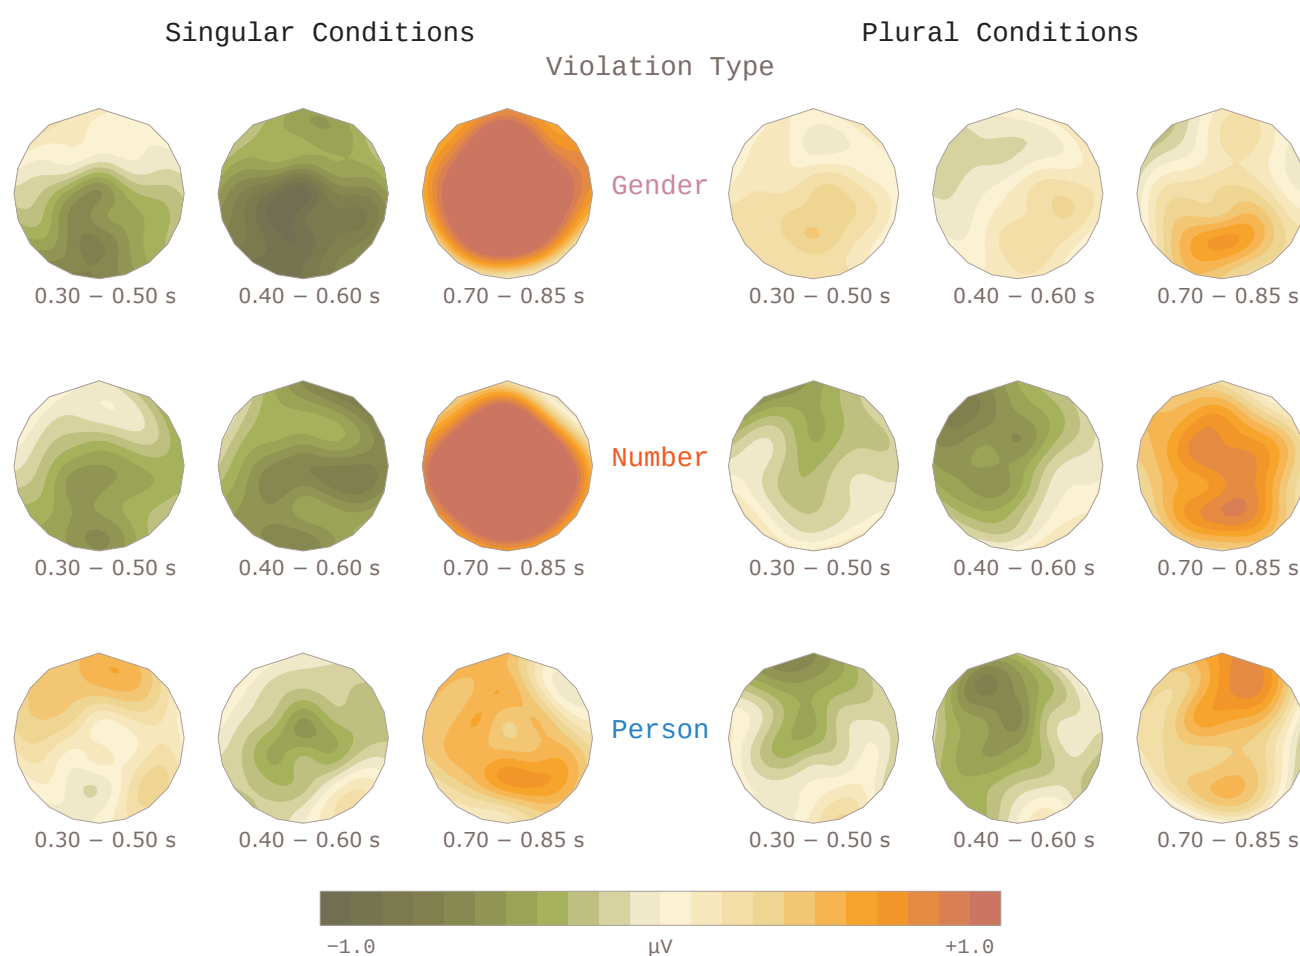 Singular Conditions
Plural Conditions
Violation Type
Gender
0.30 – 0.50 s
0.40 – 0.60 s
0.70 – 0.85 s
0.30 – 0.50 s
0.40 – 0.60 s
0.70 – 0.85 s
Number
0.30 – 0.50 s
0.40 – 0.60 s
0.70 – 0.85 s
0.30 – 0.50 s
0.40 – 0.60 s
0.70 – 0.85 s
Person
0.30 – 0.50 s
0.40 – 0.60 s
0.70 – 0.85 s
0.30 – 0.50 s
0.40 – 0.60 s
0.70 – 0.85 s
−1.0
µV
+1.0